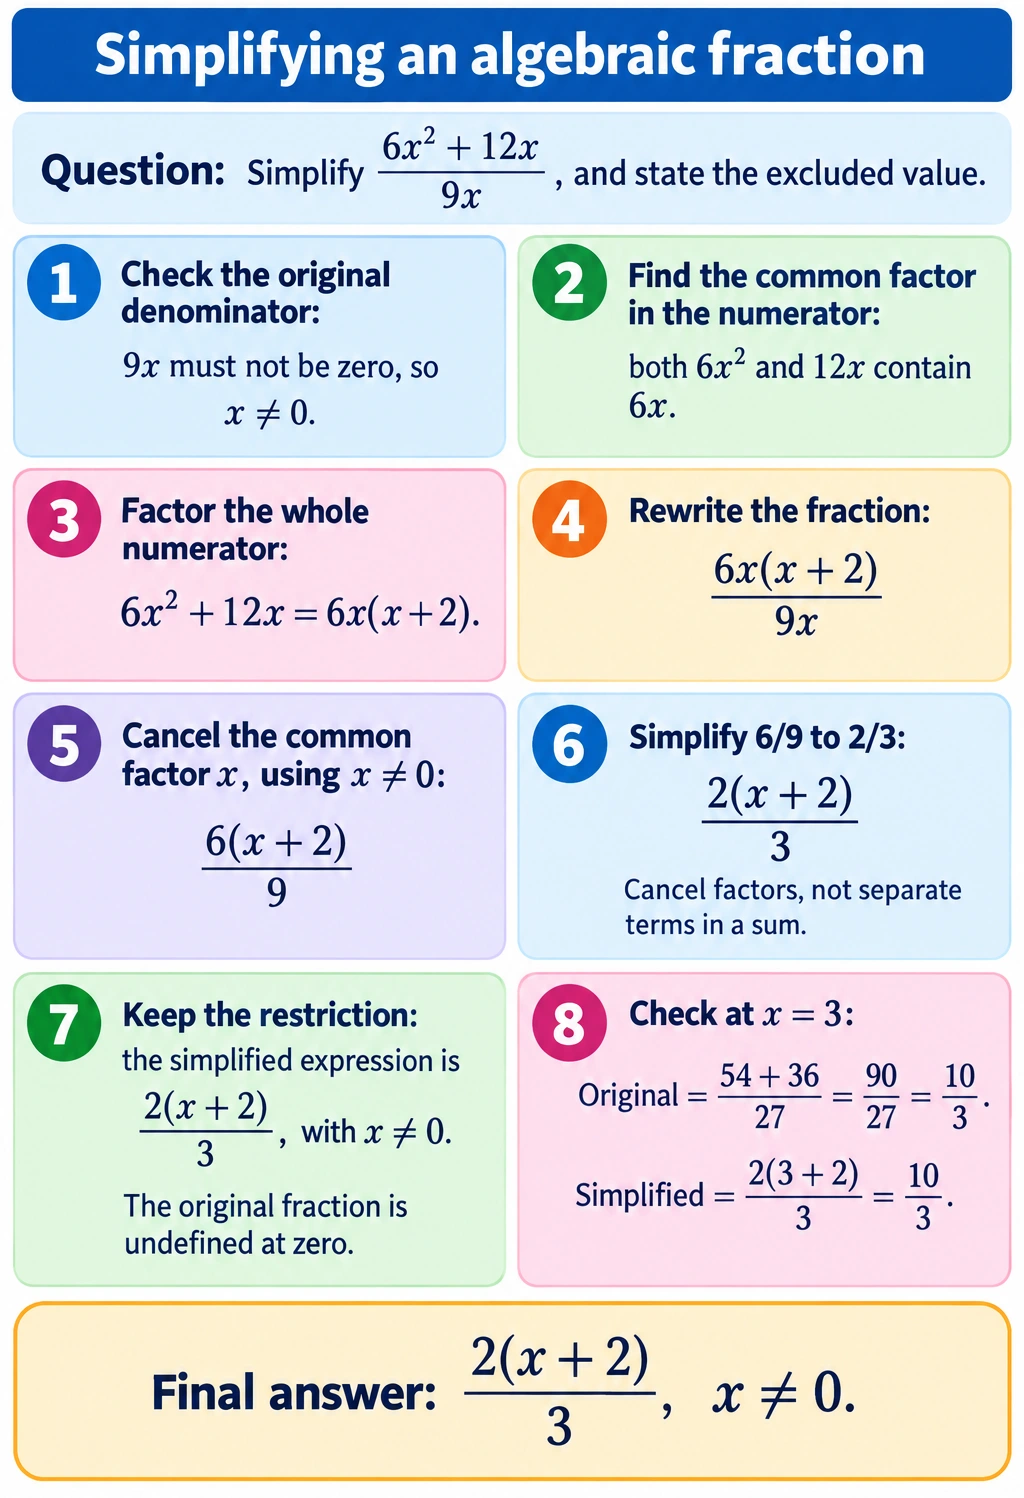 Simplifying an algebraic fraction
Question: Simplify (6x² + 12x)/(9x), and state the excluded value.
1
Check the original
denominator:
9x must not be zero, so
x ≠ 0.
2
Find the common factor
in the numerator:
both 6x² and 12x contain
6x.
3
Factor the whole
numerator:
6x² + 12x = 6x(x + 2).
4
Rewrite the fraction:
6x(x + 2)
9x
5
Cancel the common
factor x, using x ≠ 0:
6(x + 2)
9
6
Simplify 6/9 to 2/3:
2(x + 2)
3
Cancel factors, not separate
terms in a sum.
7
Keep the restriction:
the simplified expression is
2(x + 2)/3, with x ≠ 0.
The original fraction is
undefined at zero.
8
Check at x = 3:
Original = (54 + 36)/27 = 90/27 = 10/3.
Simplified = 2(3 + 2)/3 = 10/3.
Final answer: 2(x + 2)/3, x ≠ 0.